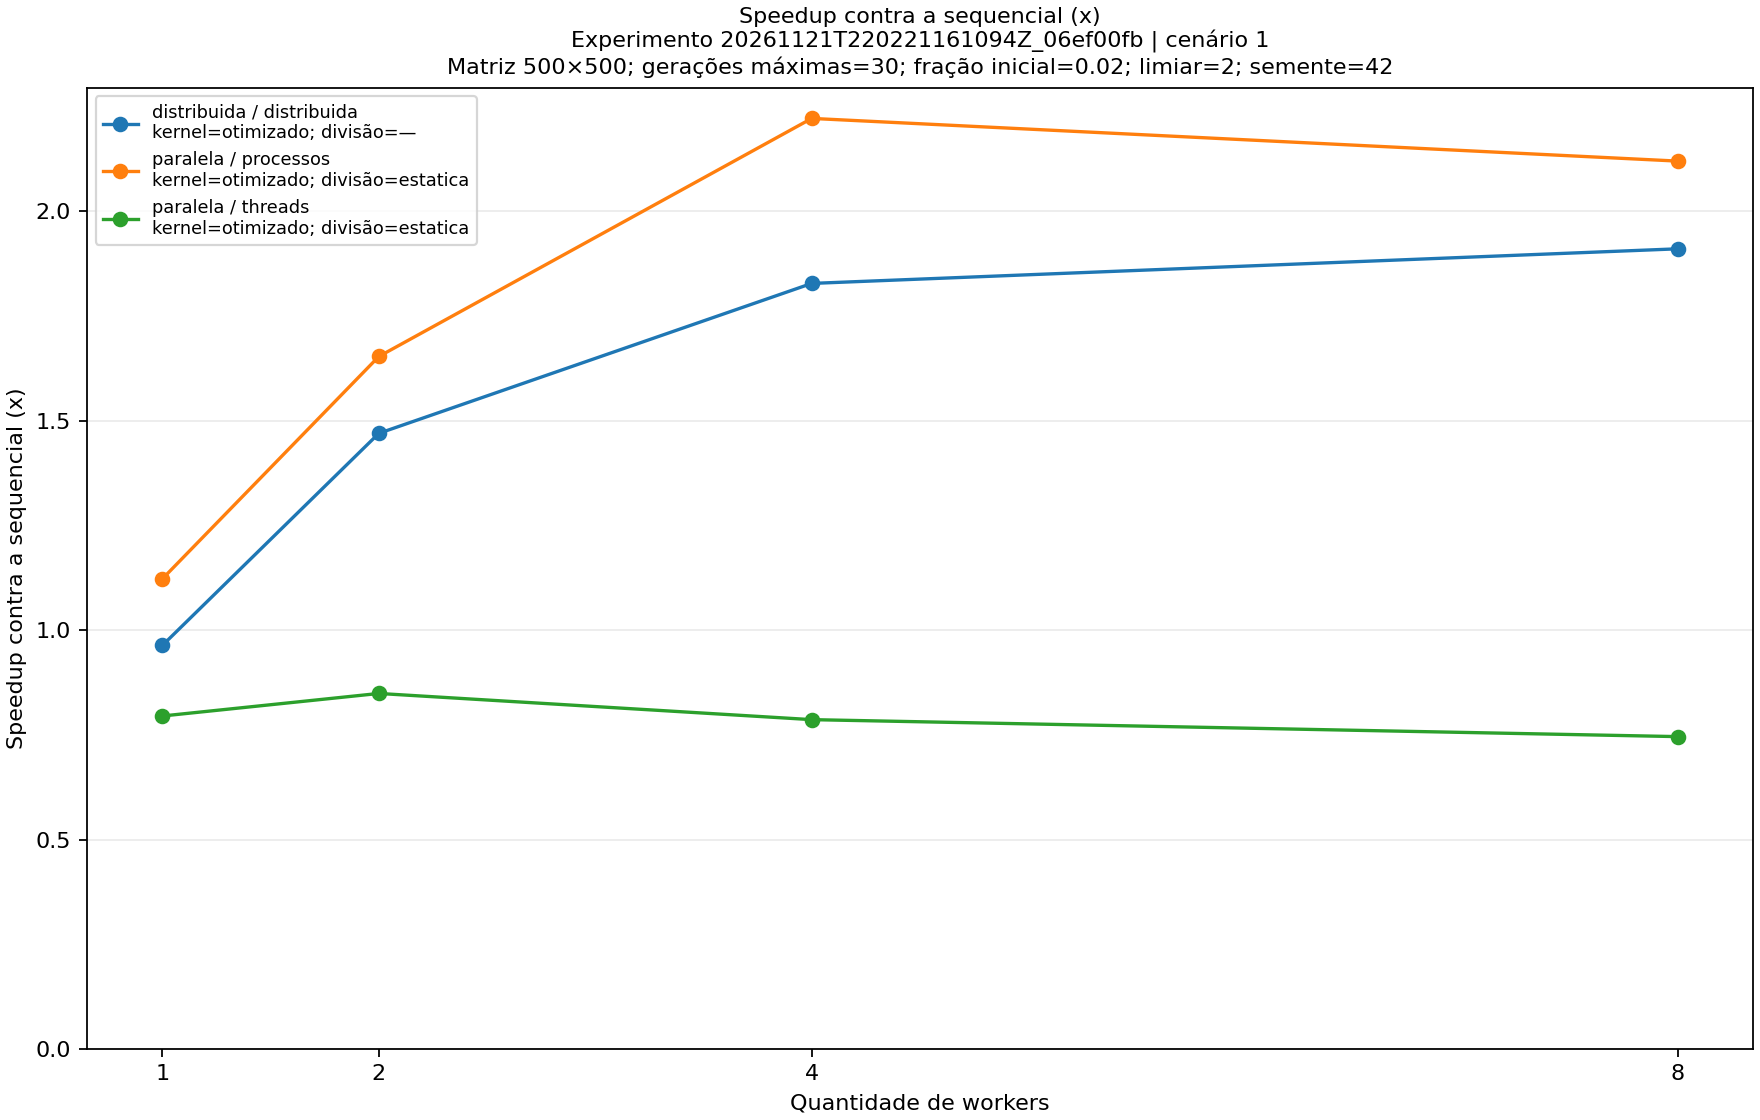 Speedup contra a sequencial (x)
Experimento 20261121T220221161094Z_06ef00fb | cenário 1
Matriz 500×500; gerações máximas=30; fração inicial=0.02; limiar=2; semente=42
distribuida / distribuida
kernel=otimizado; divisão=—
paralela / processos
kernel=otimizado; divisão=estatica
paralela / threads
kernel=otimizado; divisão=estatica
Speedup contra a sequencial (x)
2.0
1.5
1.0
0.5
0.0
1 2 4 8
Quantidade de workers